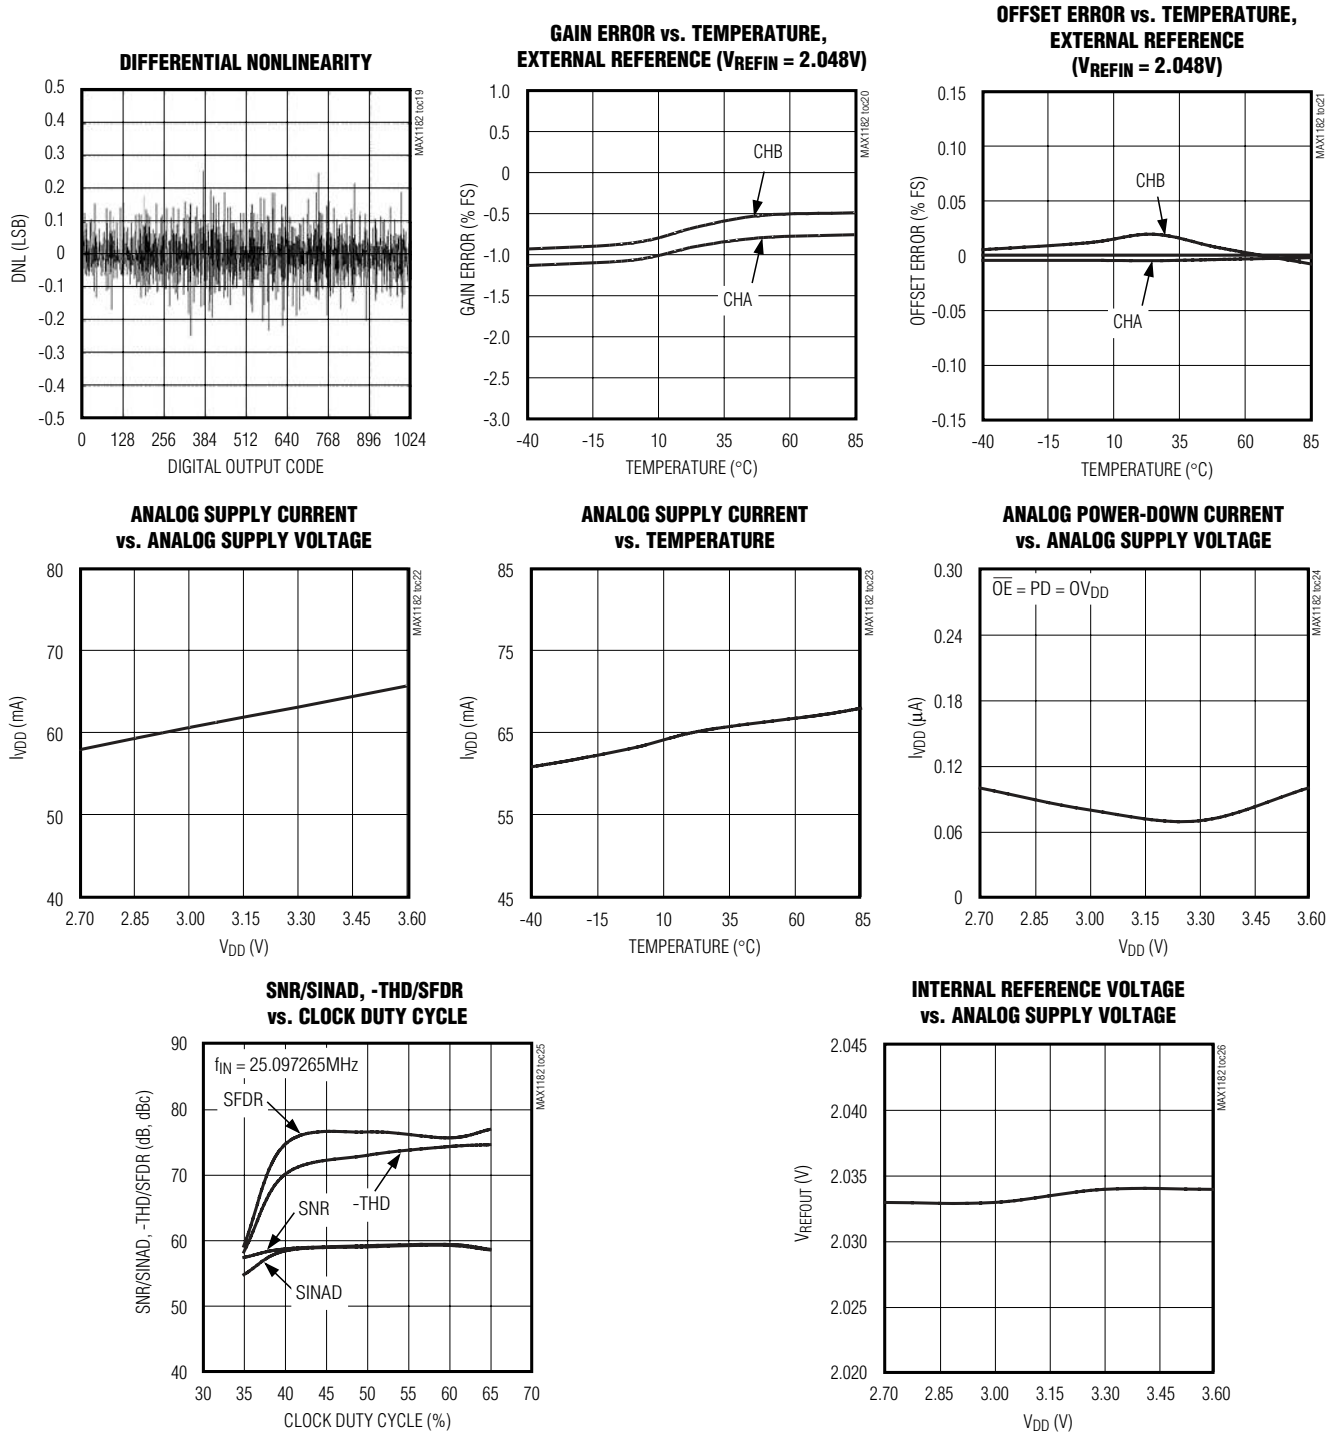 DIFFERENTIAL NONLINEARITY
0.5
0.4
0.3
0.2
0.1
0
-0.1
-0.2
-0.3
-0.4
-0.5
DNL (LSB)
0 128 256 384 512 640 768 896 1024
DIGITAL OUTPUT CODE
MAX1182 toc19
GAIN ERROR vs. TEMPERATURE,
EXTERNAL REFERENCE (VREFIN = 2.048V)
1.0
0.5
0
-0.5
-1.0
-1.5
-2.0
-2.5
-3.0
GAIN ERROR (% FS)
CHB
CHA
-40 -15 10 35 60 85
TEMPERATURE (°C)
MAX1182 toc20
OFFSET ERROR vs. TEMPERATURE,
EXTERNAL REFERENCE
(VREFIN = 2.048V)
0.15
0.10
0.05
0
-0.05
-0.10
-0.15
OFFSET ERROR (% FS)
CHB
CHA
-40 -15 10 35 60 85
TEMPERATURE (°C)
MAX1182 toc21
ANALOG SUPPLY CURRENT
vs. ANALOG SUPPLY VOLTAGE
80
70
60
50
40
IVDD (mA)
2.70 2.85 3.00 3.15 3.30 3.45 3.60
VDD (V)
MAX1182 toc22
ANALOG SUPPLY CURRENT
vs. TEMPERATURE
85
75
65
55
45
IVDD (mA)
-40 -15 10 35 60 85
TEMPERATURE (°C)
MAX1182 toc23
ANALOG POWER-DOWN CURRENT
vs. ANALOG SUPPLY VOLTAGE
0.30
0.24
0.18
0.12
0.06
0
IVDD (µA)
OE = PD = OVDD
2.70 2.85 3.00 3.15 3.30 3.45 3.60
VDD (V)
MAX1182 toc24
SNR/SINAD, -THD/SFDR
vs. CLOCK DUTY CYCLE
90
80
70
60
50
40
SNR/SINAD, -THD/SFDR (dB, dBc)
fIN = 25.097265MHz
SFDR
SNR
-THD
SINAD
30 35 40 45 50 55 60 65 70
CLOCK DUTY CYCLE (%)
MAX1182 toc25
INTERNAL REFERENCE VOLTAGE
vs. ANALOG SUPPLY VOLTAGE
2.045
2.040
2.035
2.030
2.025
2.020
VREFOUT (V)
2.70 2.85 3.00 3.15 3.30 3.45 3.60
VDD (V)
MAX1182 toc26